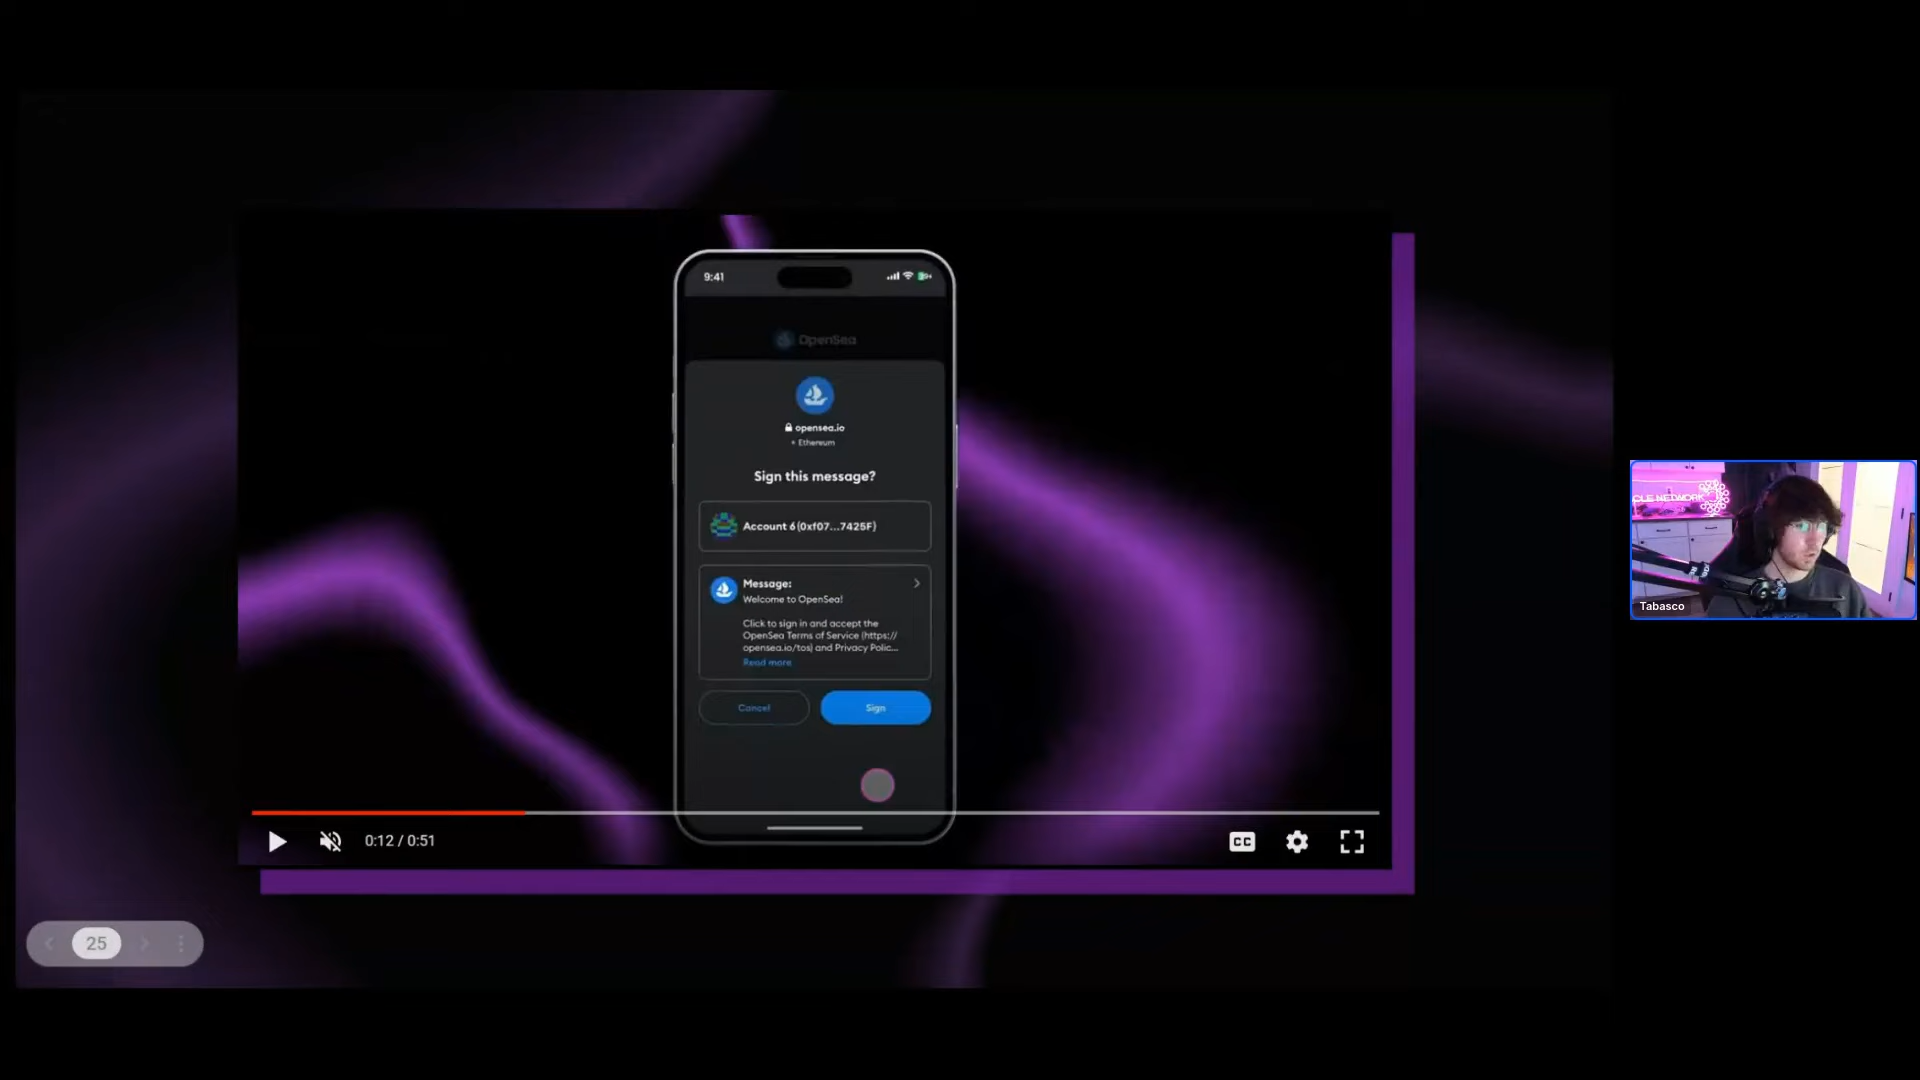 9:41
OpenSea
opensea.io
Ethereum
Sign this message?
Account 6 (0xf07...7425F)
Message:
Welcome to OpenSea!
Click to sign in and accept the
OpenSea Terms of Service (https://
opensea.io/tos) and Privacy Polic...
Read more
Cancel
Sign
0:12 / 0:51
CC
25
CLE NETWORK
Tabasco